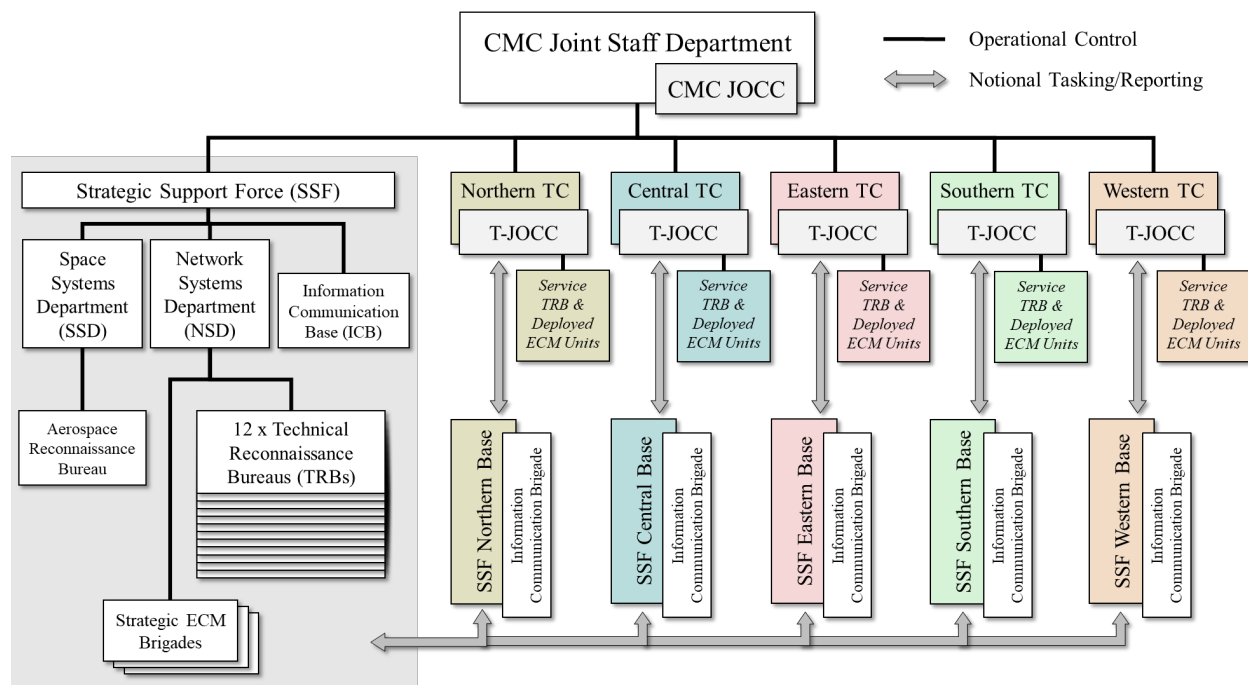 CMC Joint Staff Department
CMC JOCC
Operational Control
Notional Tasking/Reporting
Strategic Support Force (SSF)
Northern TC
Central TC
Eastern TC
Southern TC
Western TC
T-JOCC
T-JOCC
T-JOCC
T-JOCC
T-JOCC
Space
Systems
Department
(SSD)
Network
Systems
Department
(NSD)
Information
Communication
Base (ICB)
Service
TRB &
Deployed
ECM Units
Service
TRB &
Deployed
ECM Units
Service
TRB &
Deployed
ECM Units
Service
TRB &
Deployed
ECM Units
Service
TRB &
Deployed
ECM Units
Aerospace
Reconnaissance
Bureau
12 x Technical
Reconnaissance
Bureaus (TRBs)
Strategic ECM
Brigades
SSF Northern Base
Information
Communication Brigade
SSF Central Base
Information
Communication Brigade
SSF Eastern Base
Information
Communication Brigade
SSF Southern Base
Information
Communication Brigade
SSF Western Base
Information
Communication Brigade